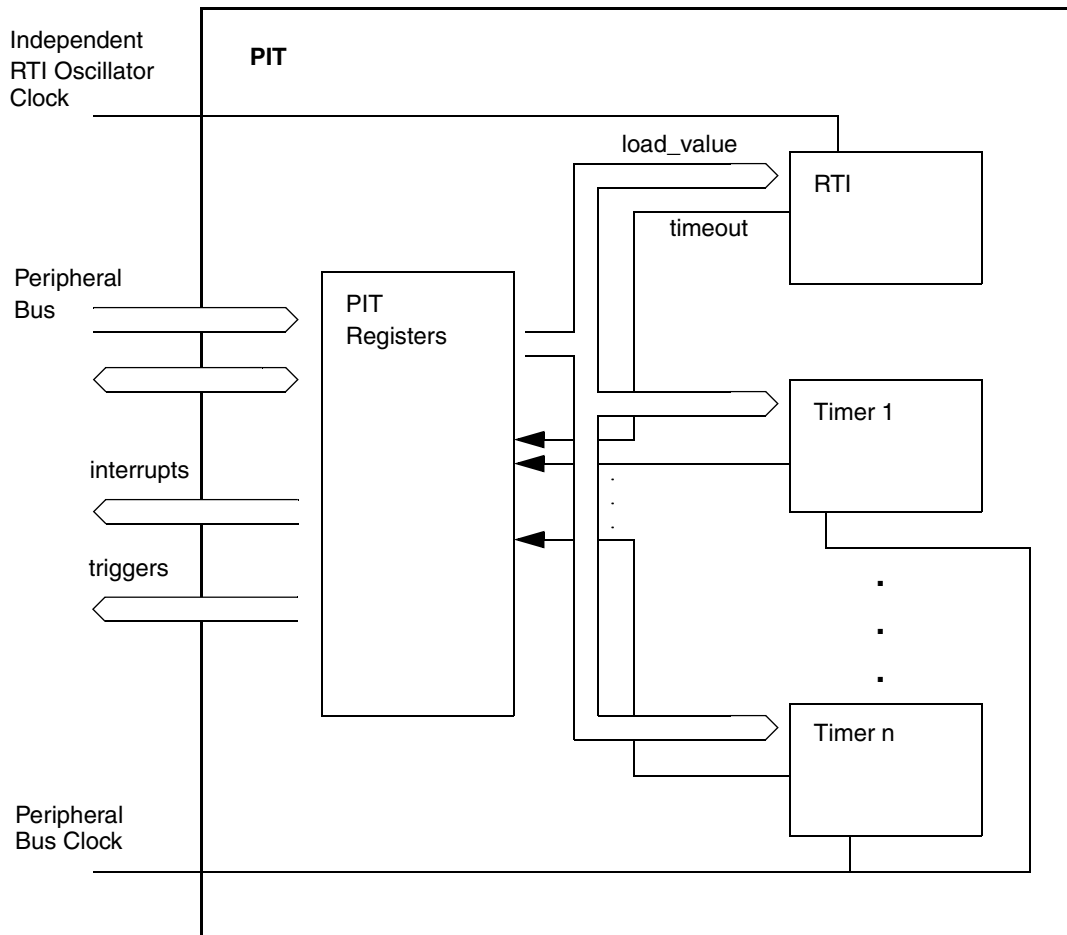 Independent
RTI Oscillator
Clock
PIT
load_value
RTI
timeout
Peripheral
Bus
PIT
Registers
Timer 1
interrupts
triggers
Timer n
Peripheral
Bus Clock